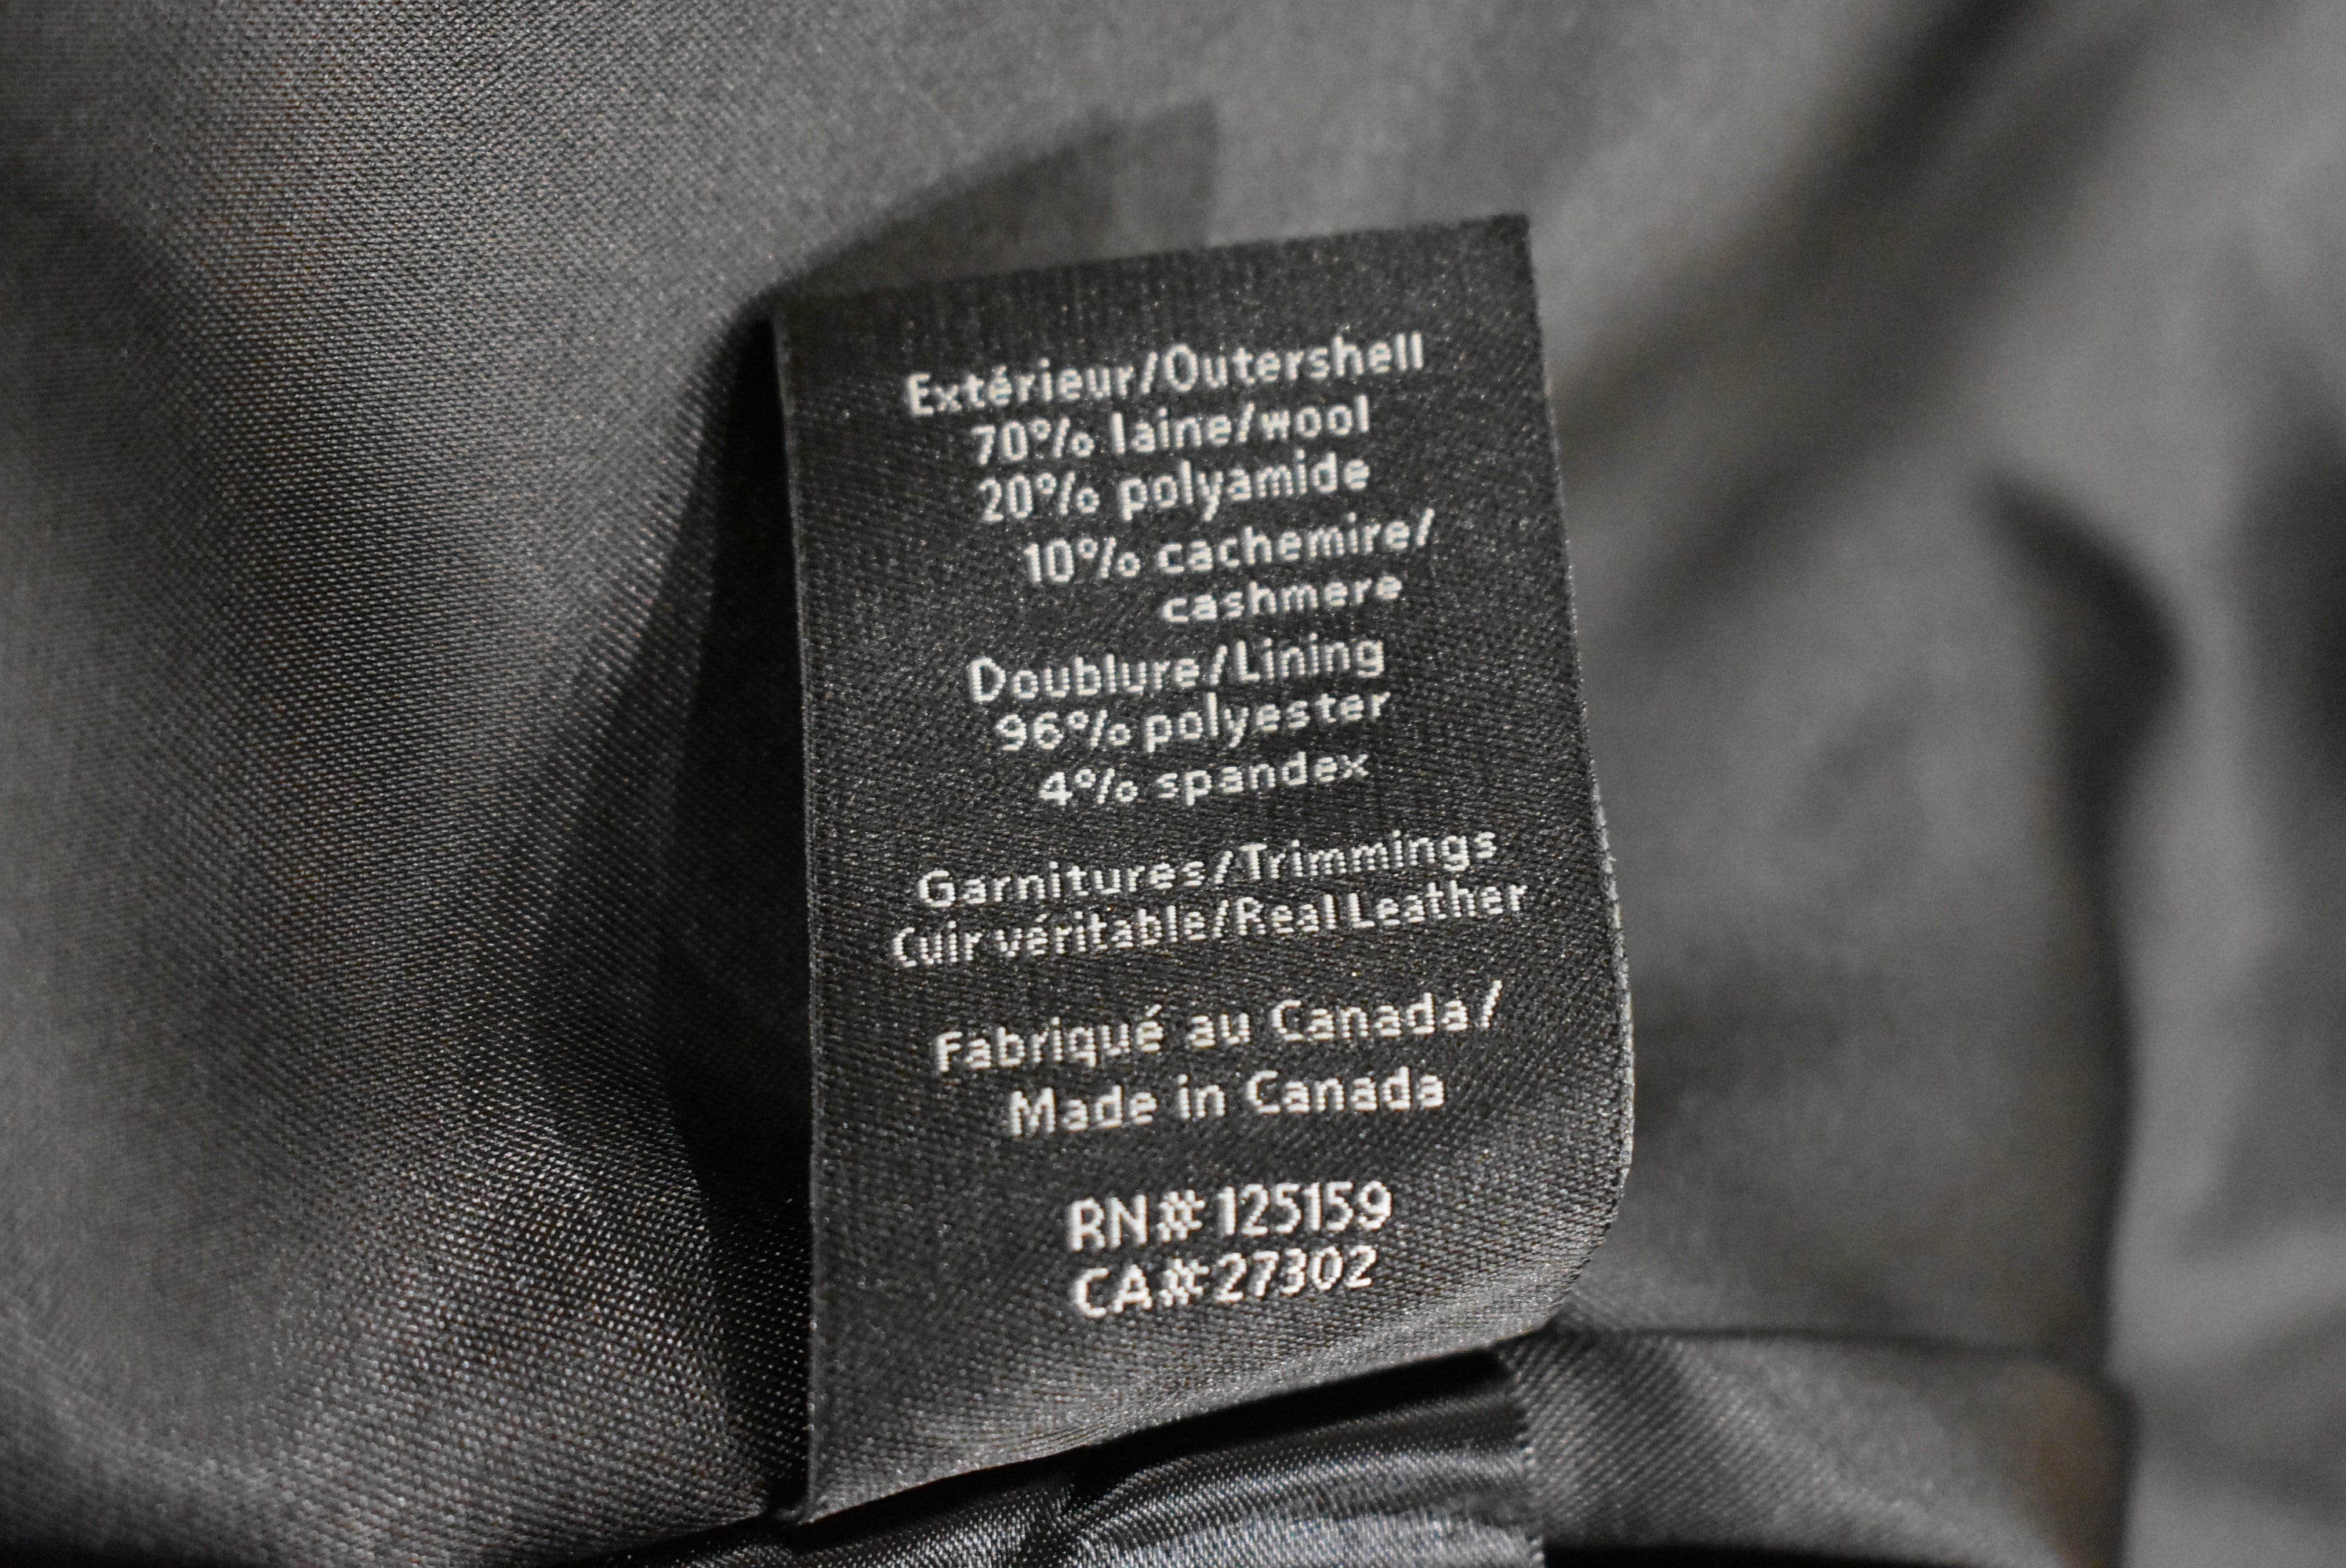 Extérieur/Outershell
70% laine/wool
20% polyamide
10% cachemire/
cashmere
Doublure/Lining
96% polyester
4% spandex
Garnitures/Trimmings
Cuir véritable/Real Leather
Fabriqué au Canada/
Made in Canada
RN#125159
CA#27302